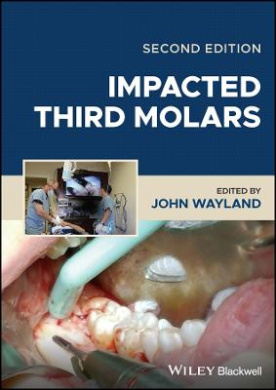 SECOND EDITION
IMPACTED
THIRD MOLARS
EDITED BY
JOHN WAYLAND
WILEY Blackwell